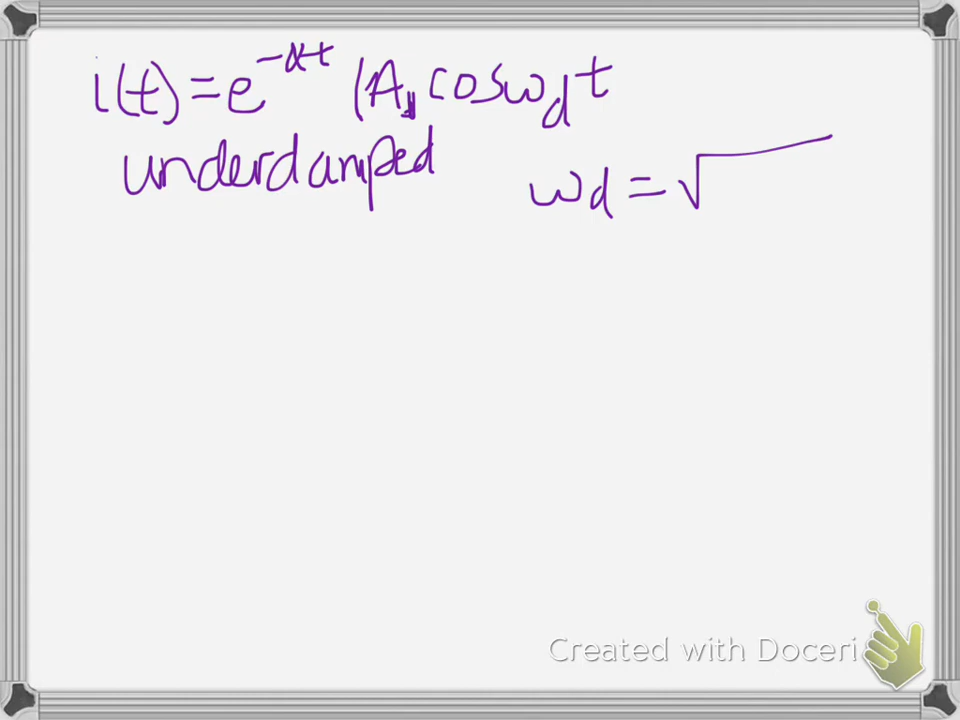 i(t) = e^{-αt} (A₁ cos ω_d t
underdamped
ω_d = √
Created with Doceri